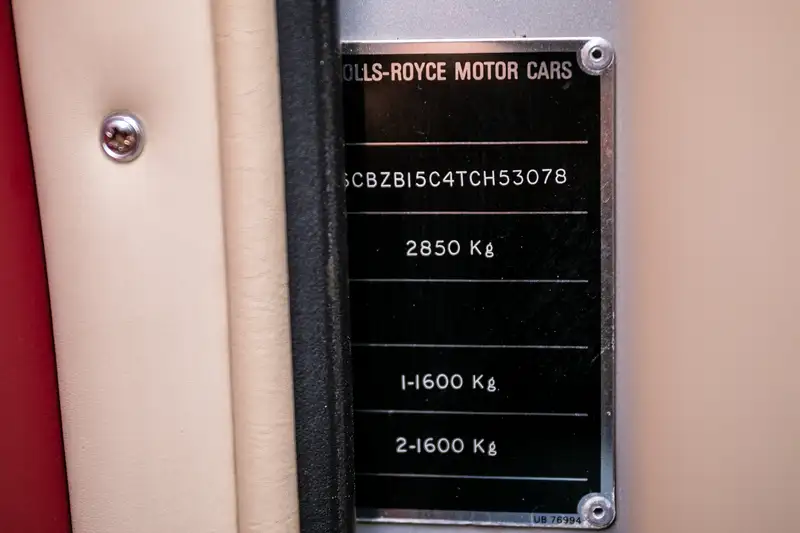 OLLS-ROYCE MOTOR CARS
SCBZB15C4TCH53078
2850 Kg
1-1600 Kg
2-1600 Kg
UB 76994